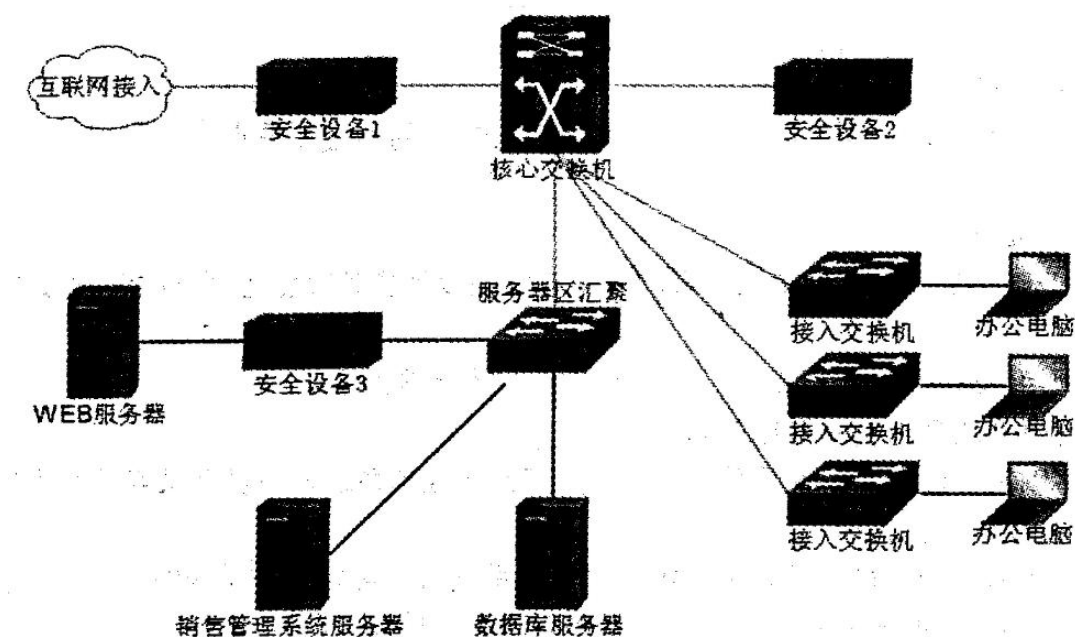 互联网接入
安全设备1
核心交换机
安全设备2
服务器区汇聚
WEB服务器
安全设备3
接入交换机
办公电脑
接入交换机
办公电脑
接入交换机
办公电脑
销售管理系统服务器
数据库服务器